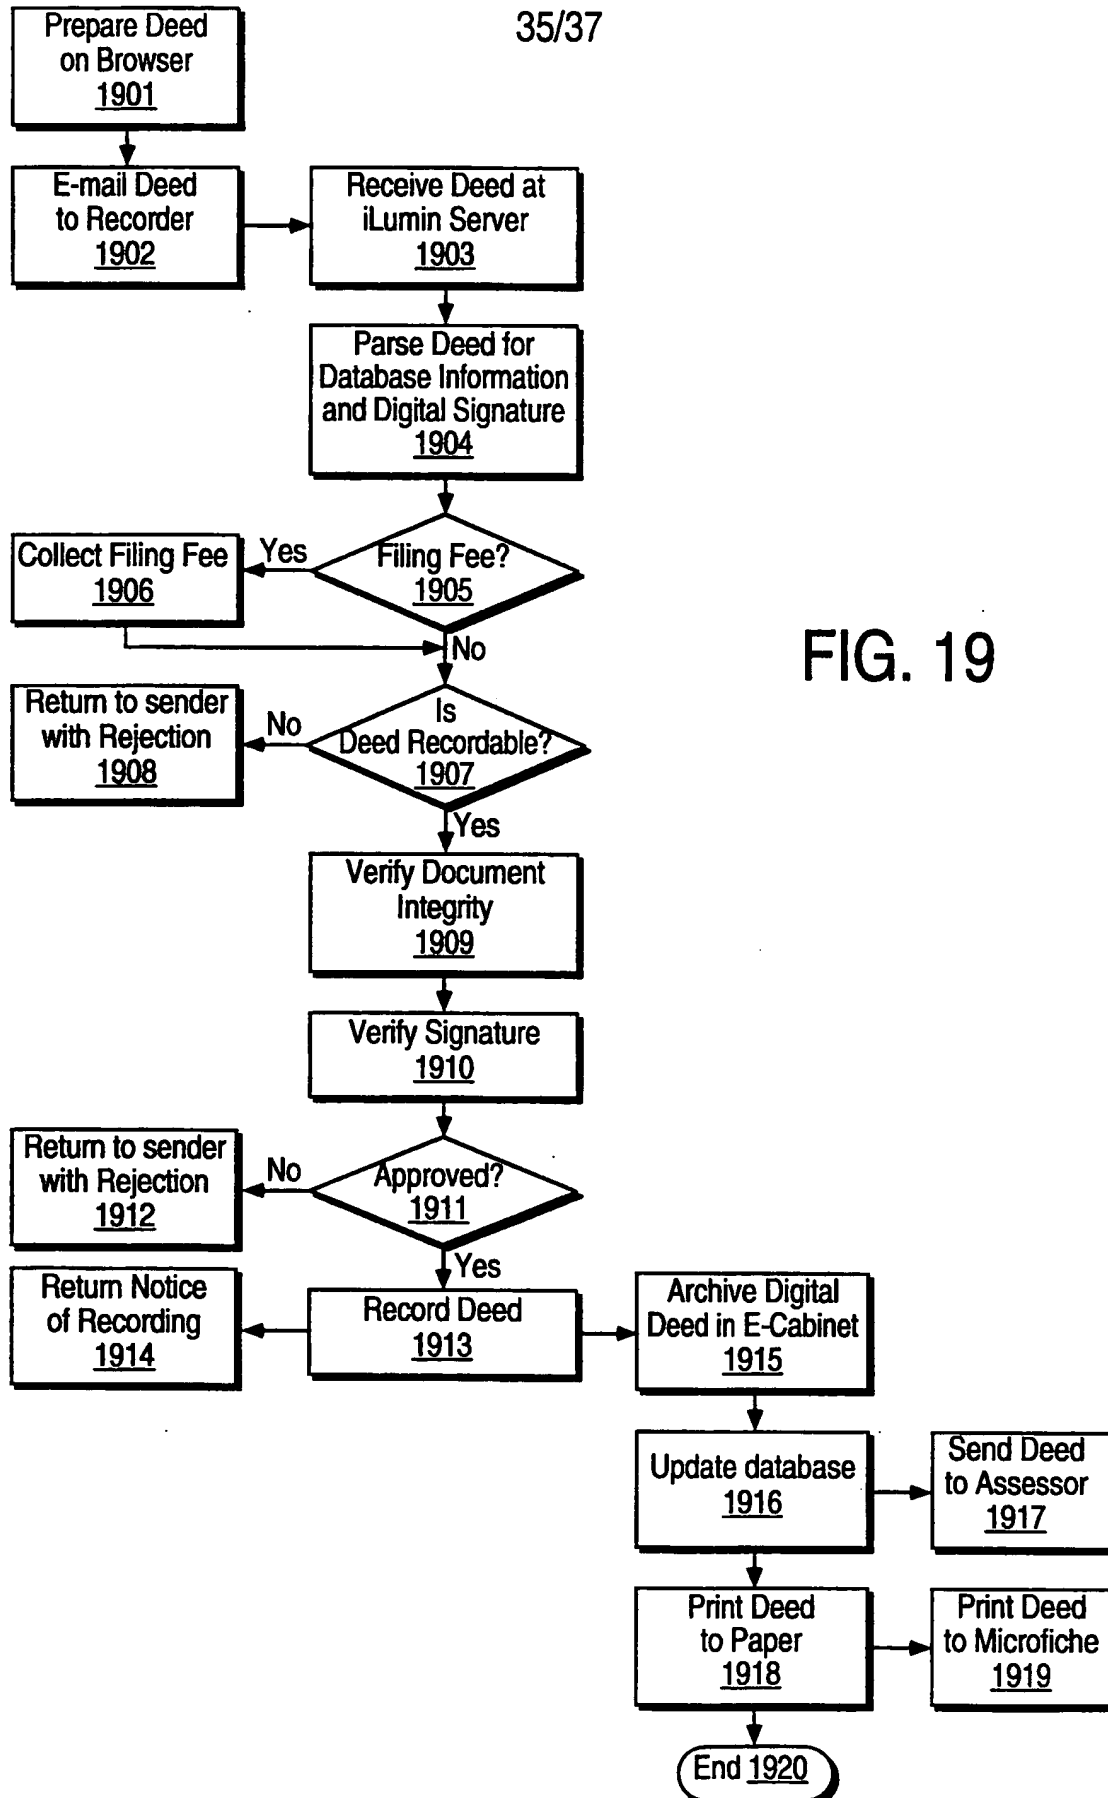 35/37
Prepare Deed
on Browser
1901
E-mail Deed
to Recorder
1902
Receive Deed at
iLumin Server
1903
Parse Deed for
Database Information
and Digital Signature
1904
Filing Fee?
1905
Yes
Collect Filing Fee
1906
No
FIG. 19
Is
Deed Recordable?
1907
No
Return to sender
with Rejection
1908
Yes
Verify Document
Integrity
1909
Verify Signature
1910
Approved?
1911
No
Return to sender
with Rejection
1912
Yes
Record Deed
1913
Return Notice
of Recording
1914
Archive Digital
Deed in E-Cabinet
1915
Update database
1916
Send Deed
to Assessor
1917
Print Deed
to Paper
1918
Print Deed
to Microfiche
1919
End 1920